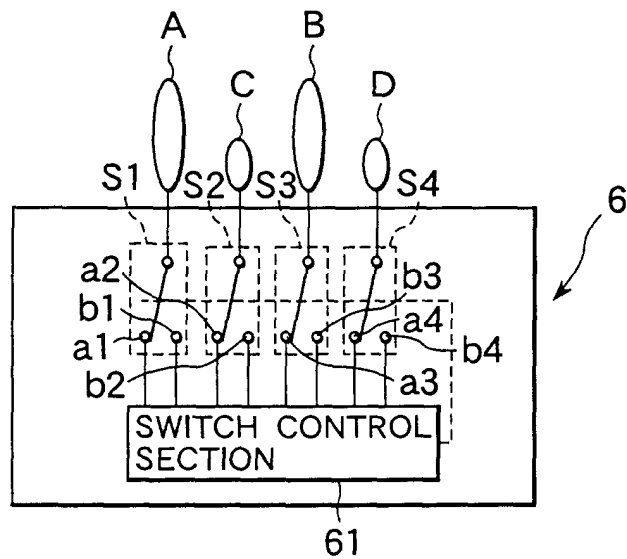 A B
C D
S1 S2 S3 S4
6
a2 b3
b1
a1 a4
b2 a3 b4
SWITCH CONTROL
SECTION
61